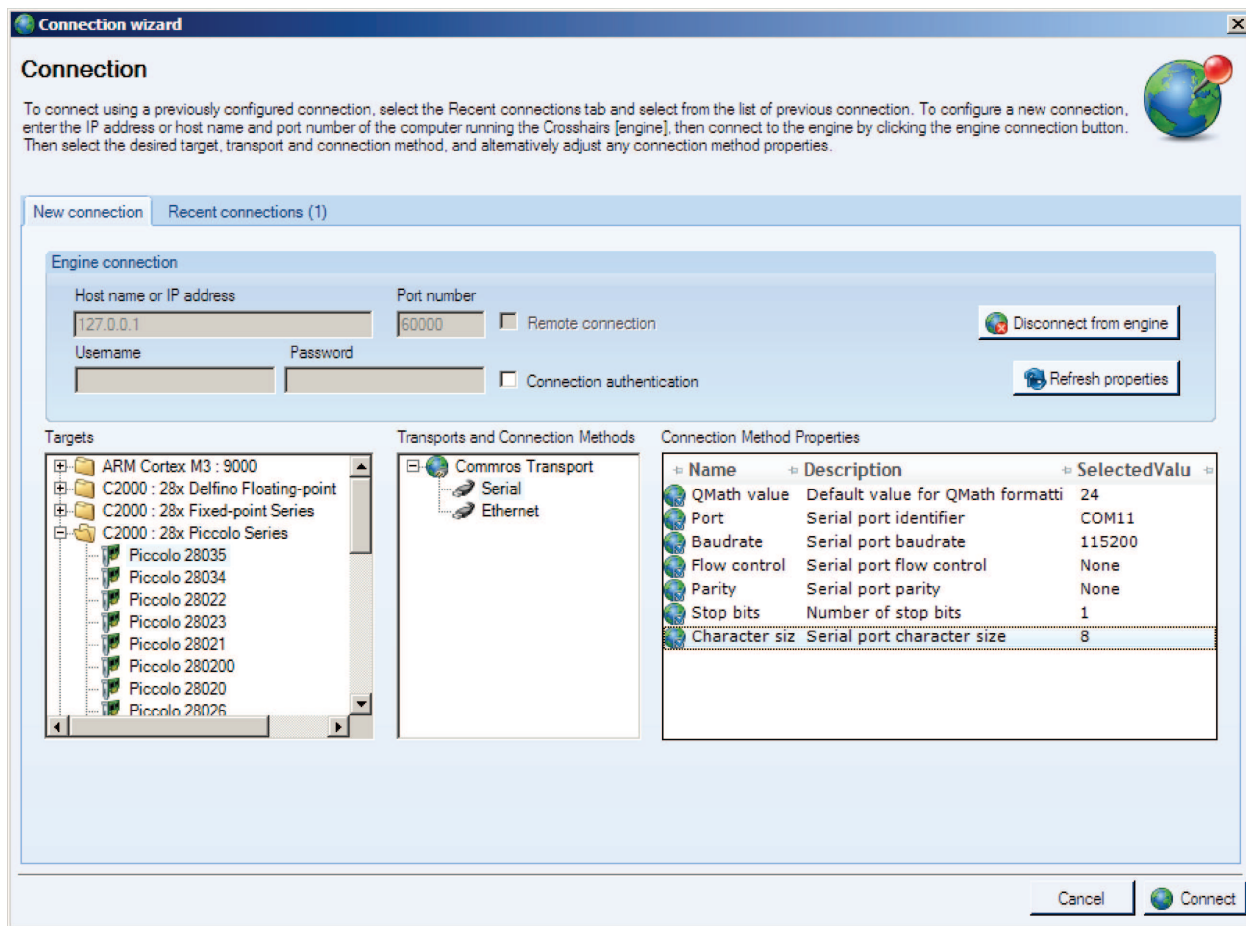 Connection wizard
Connection
To connect using a previously configured connection, select the Recent connections tab and select from the list of previous connection. To configure a new connection,
enter the IP address or host name and port number of the computer running the Crosshairs [engine], then connect to the engine by clicking the engine connection button.
Then select the desired target, transport and connection method, and alternatively adjust any connection method properties.
New connection Recent connections (1)
Engine connection
Host name or IP address Port number
127.0.0.1 60000 Remote connection Disconnect from engine
Username Password
Connection authentication Refresh properties
Targets Transports and Connection Methods Connection Method Properties
ARM Cortex M3 : 9000
C2000 : 28x Delfino Floating-point
C2000 : 28x Fixed-point Series
C2000 : 28x Piccolo Series
Piccolo 28035
Piccolo 28034
Piccolo 28022
Piccolo 28023
Piccolo 28021
Piccolo 280200
Piccolo 28020
Piccolo 28026
Commros Transport
Serial
Ethernet
Name Description SelectedValu
QMath value Default value for QMath formatti 24
Port Serial port identifier COM11
Baudrate Serial port baudrate 115200
Flow control Serial port flow control None
Parity Serial port parity None
Stop bits Number of stop bits 1
Character siz Serial port character size 8
Cancel Connect